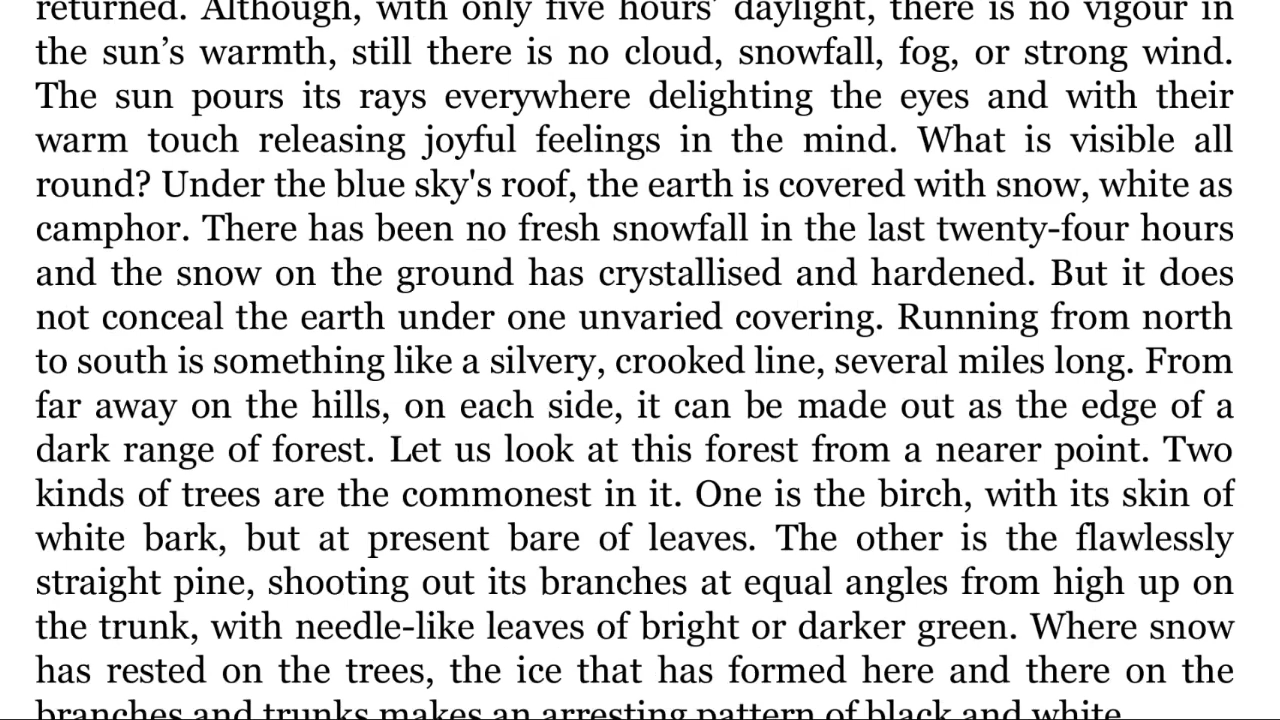 returned. Although, with only five hours’ daylight, there is no vigour in
the sun’s warmth, still there is no cloud, snowfall, fog, or strong wind.
The sun pours its rays everywhere delighting the eyes and with their
warm touch releasing joyful feelings in the mind. What is visible all
round? Under the blue sky's roof, the earth is covered with snow, white as
camphor. There has been no fresh snowfall in the last twenty-four hours
and the snow on the ground has crystallised and hardened. But it does
not conceal the earth under one unvaried covering. Running from north
to south is something like a silvery, crooked line, several miles long. From
far away on the hills, on each side, it can be made out as the edge of a
dark range of forest. Let us look at this forest from a nearer point. Two
kinds of trees are the commonest in it. One is the birch, with its skin of
white bark, but at present bare of leaves. The other is the flawlessly
straight pine, shooting out its branches at equal angles from high up on
the trunk, with needle-like leaves of bright or darker green. Where snow
has rested on the trees, the ice that has formed here and there on the
branches and trunks makes an arresting pattern of black and white.